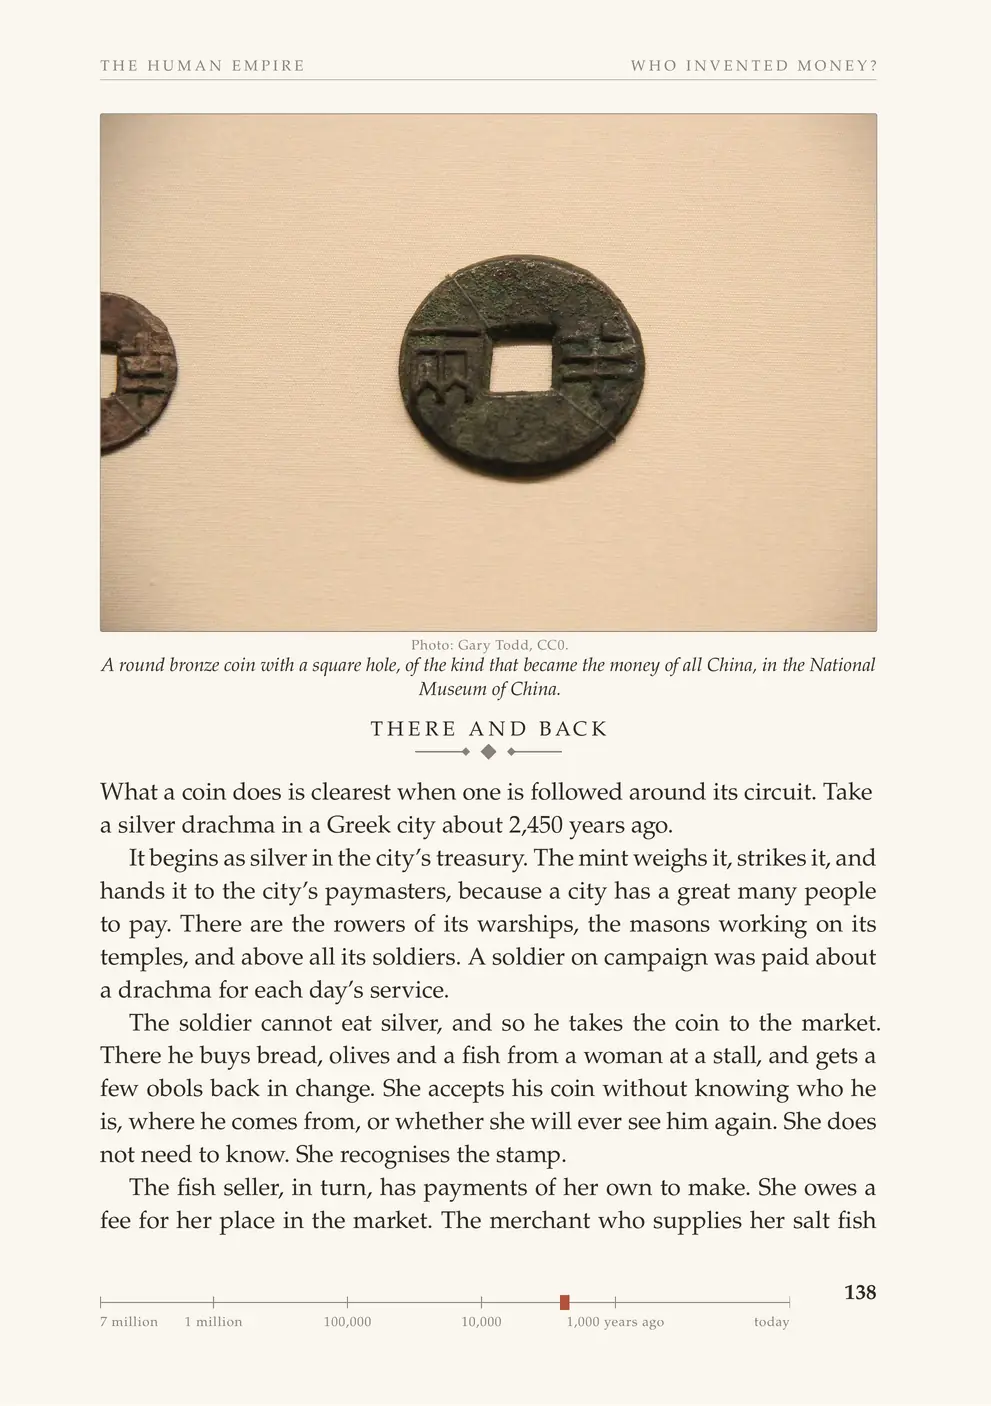 THE HUMAN EMPIRE
WHO INVENTED MONEY?
兩
半
半
Photo: Gary Todd, CC0.
A round bronze coin with a square hole, of the kind that became the money of all China, in the National
Museum of China.
THERE AND BACK
What a coin does is clearest when one is followed around its circuit. Take
a silver drachma in a Greek city about 2,450 years ago.
It begins as silver in the city’s treasury. The mint weighs it, strikes it, and
hands it to the city’s paymasters, because a city has a great many people
to pay. There are the rowers of its warships, the masons working on its
temples, and above all its soldiers. A soldier on campaign was paid about
a drachma for each day’s service.
The soldier cannot eat silver, and so he takes the coin to the market.
There he buys bread, olives and a fish from a woman at a stall, and gets a
few obols back in change. She accepts his coin without knowing who he
is, where he comes from, or whether she will ever see him again. She does
not need to know. She recognises the stamp.
The fish seller, in turn, has payments of her own to make. She owes a
fee for her place in the market. The merchant who supplies her salt fish
138
7 million
1 million
100,000
10,000
1,000 years ago
today